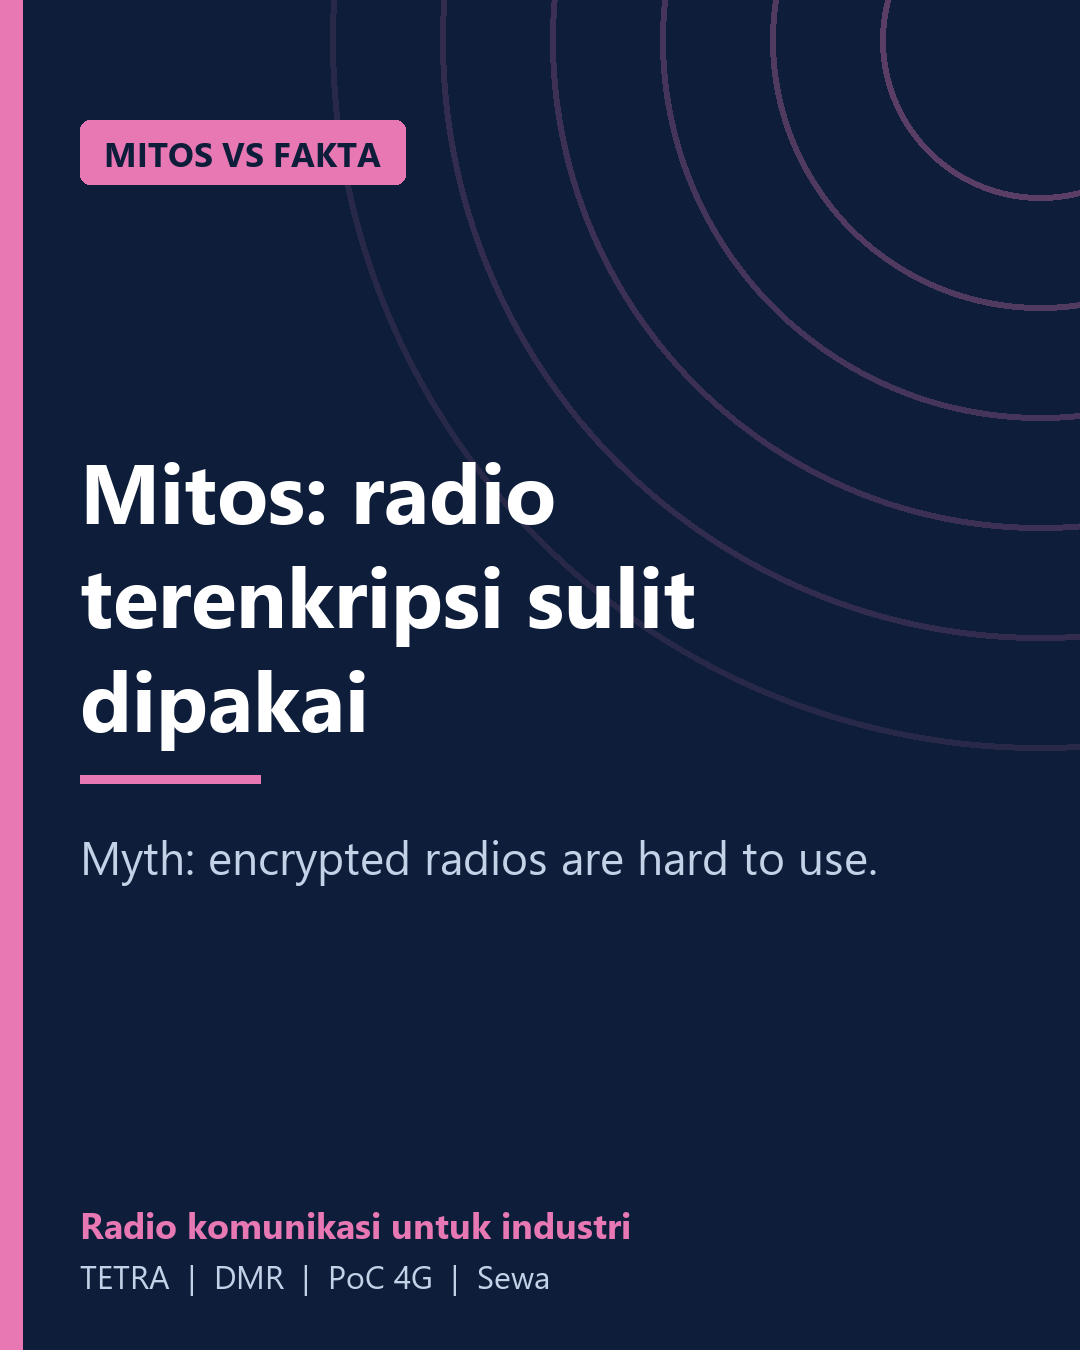 MITOS VS FAKTA
Mitos: radio
terenkripsi sulit
dipakai
Myth: encrypted radios are hard to use.
Radio komunikasi untuk industri
TETRA | DMR | PoC 4G | Sewa